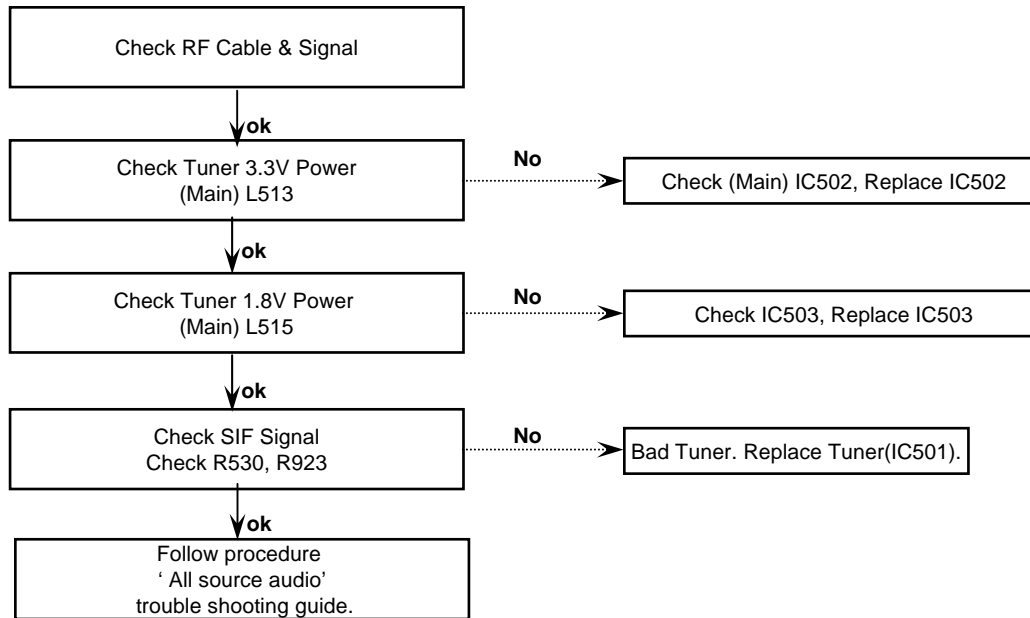 Check RF Cable & Signal
ok
Check Tuner 3.3V Power
(Main) L513
No
Check (Main) IC502, Replace IC502
ok
Check Tuner 1.8V Power
(Main) L515
No
Check IC503, Replace IC503
ok
Check SIF Signal
Check R530, R923
No
Bad Tuner. Replace Tuner(IC501).
ok
Follow procedure
‘ All source audio’
trouble shooting guide.